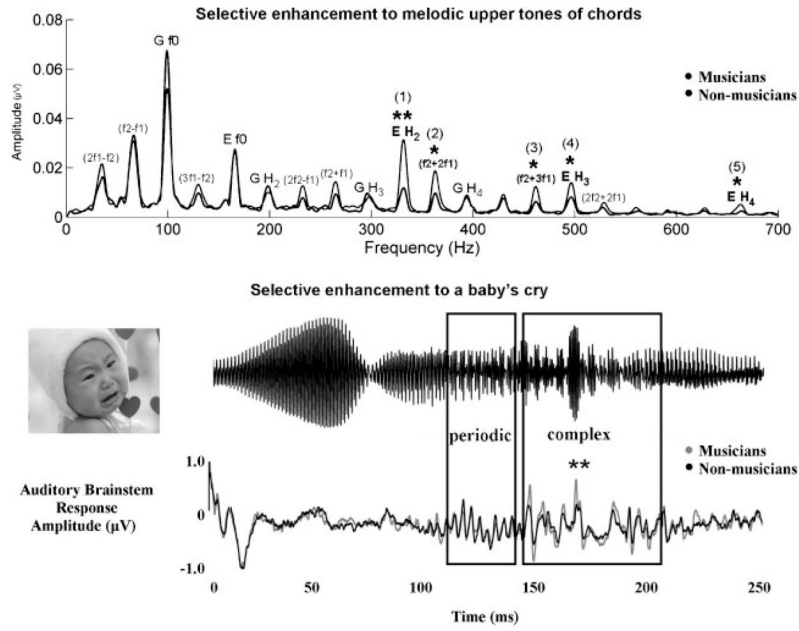 Selective enhancement to melodic upper tones of chords
0.08
0.06
0.04
0.02
0
Amplitude (µV)
G f0
(2f1-f2)
(f2-f1)
(3f1-f2)
E f0
G H2
(2f2-f1)
(f2+f1)
G H3
(1)
**
E H2
(2)
*
(f2+2f1)
G H4
(3)
*
(f2+3f1)
(4)
*
E H3
(2f2+2f1)
(5)
*
E H4
• Musicians
• Non-musicians
0 100 200 300 400 500 600 700
Frequency (Hz)
Selective enhancement to a baby's cry
periodic
complex
**
• Musicians
• Non-musicians
Auditory Brainstem
Response
Amplitude (µV)
1.0
0
-1.0
0 50 100 150 200 250
Time (ms)